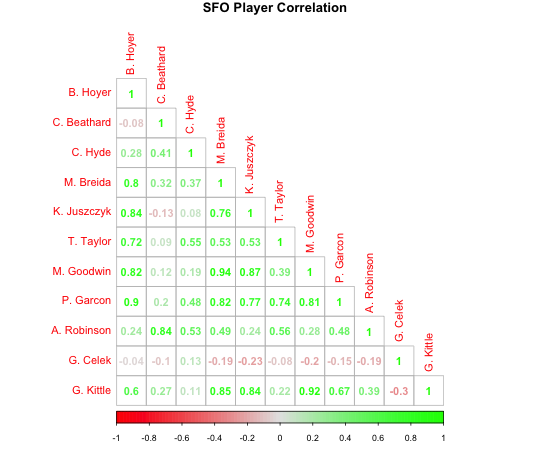 SFO Player Correlation
B. Hoyer
C. Beathard
C. Hyde
M. Breida
K. Juszczyk
T. Taylor
M. Goodwin
P. Garcon
A. Robinson
G. Celek
G. Kittle
B. Hoyer 1
C. Beathard -0.08 1
C. Hyde 0.28 0.41 1
M. Breida 0.8 0.32 0.37 1
K. Juszczyk 0.84 -0.13 0.08 0.76 1
T. Taylor 0.72 0.09 0.55 0.53 0.53 1
M. Goodwin 0.82 0.12 0.19 0.94 0.87 0.39 1
P. Garcon 0.9 0.2 0.48 0.82 0.77 0.74 0.81 1
A. Robinson 0.24 0.84 0.53 0.49 0.24 0.56 0.28 0.48 1
G. Celek -0.04 -0.1 0.13 -0.19 -0.23 -0.08 -0.2 -0.15 -0.19 1
G. Kittle 0.6 0.27 0.11 0.85 0.84 0.22 0.92 0.67 0.39 -0.3 1
-1 -0.8 -0.6 -0.4 -0.2 0 0.2 0.4 0.6 0.8 1